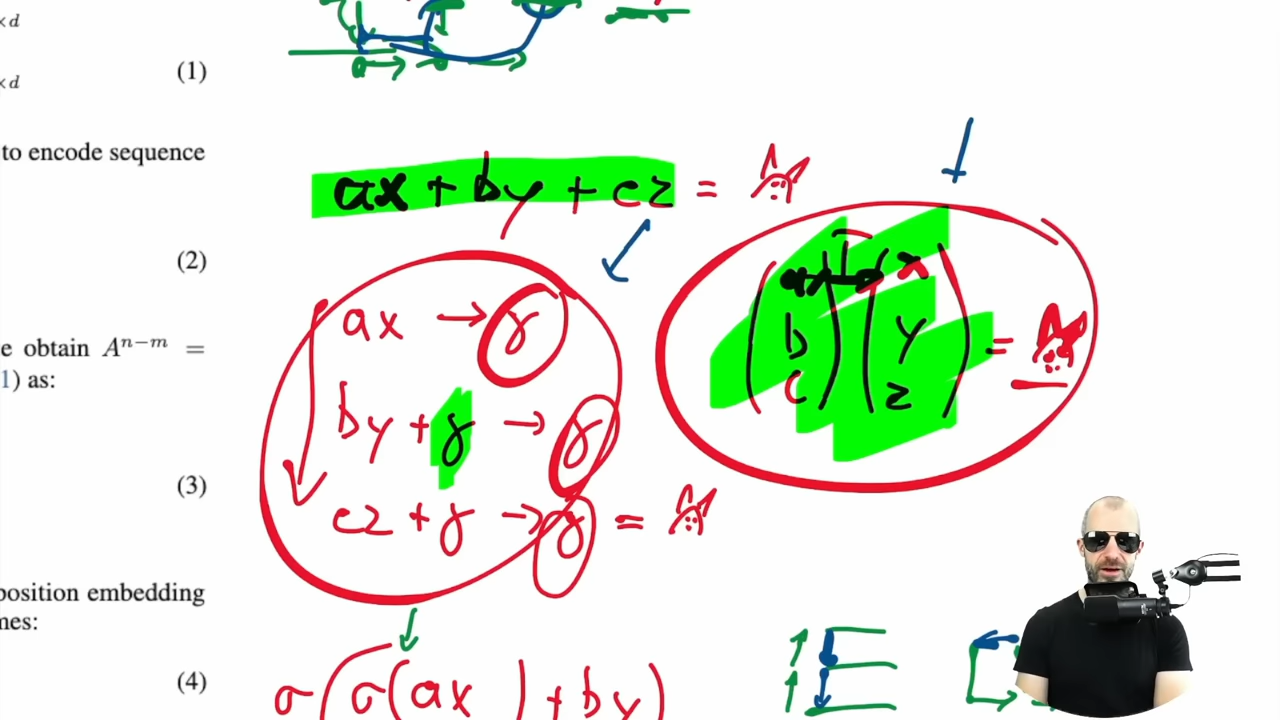 ×d
(1)
×d
to encode sequence
ax + by + cz =
(2)
ax → γ
by + γ → γ
cz + γ → γ =
(
b
c
) (
x
y
z
) =
e obtain A^{n−m} =
1) as:
(3)
position embedding
mes:
(4)
σ(σ(ax ) + by)